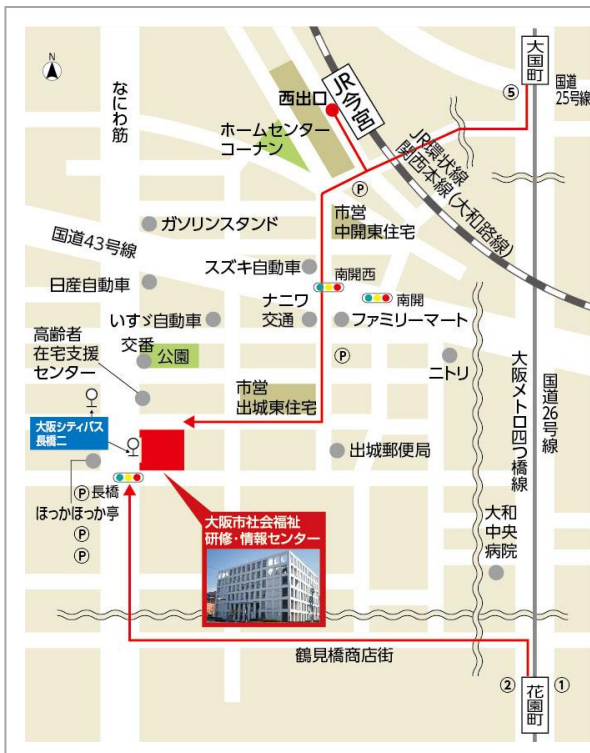 N
なにわ筋
西出口
JR今宮
大国町
国道
25号線
⑤
ホームセンター
コーナン
JR環状線
関西本線(大和路線)
P
ガソリンスタンド
市営
中開東住宅
国道43号線
スズキ自動車
日産自動車
南開西
南開
いすゞ自動車
ナニワ
交通
ファミリーマート
高齢者
在宅支援
センター
交番
公園
P
ニトリ
市営
出城東住宅
大阪メトロ四つ橋線
国道26号線
大阪シティバス
長橋二
出城郵便局
P
長橋
ほっかほっか亭
P
P
大阪市社会福祉
研修・情報センター
大和
中央
病院
鶴見橋商店街
②
花園町
①